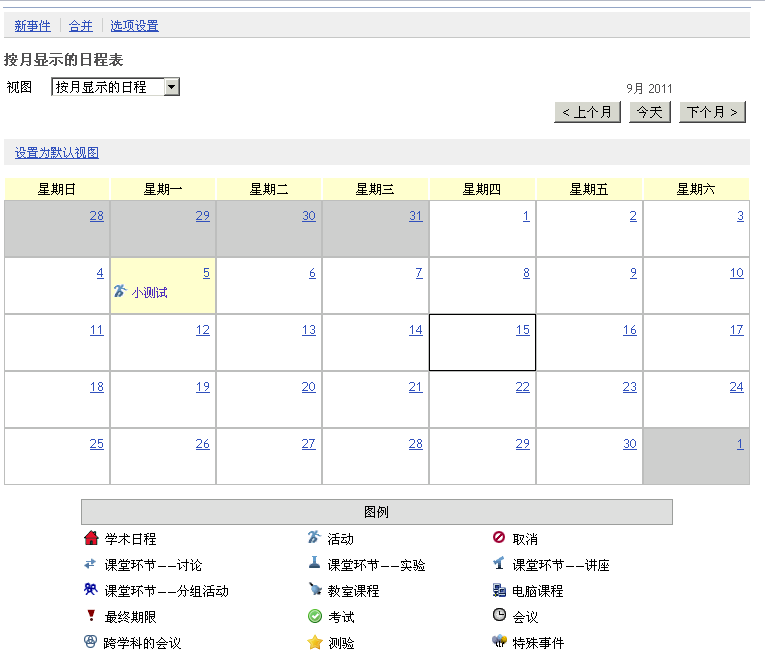 新事件 合并 选项设置
按月显示的日程表
视图 按月显示的日程
9月 2011
< 上个月 今天 下个月 >
设置为默认视图
星期日 星期一 星期二 星期三 星期四 星期五 星期六
28 29 30 31 1 2 3
4 5 6 7 8 9 10
小测试
11 12 13 14 15 16 17
18 19 20 21 22 23 24
25 26 27 28 29 30 1
图例
学术日程 活动 取消
课堂环节——讨论 课堂环节——实验 课堂环节——讲座
课堂环节——分组活动 教室课程 电脑课程
最终期限 考试 会议
跨学科的会议 测验 特殊事件